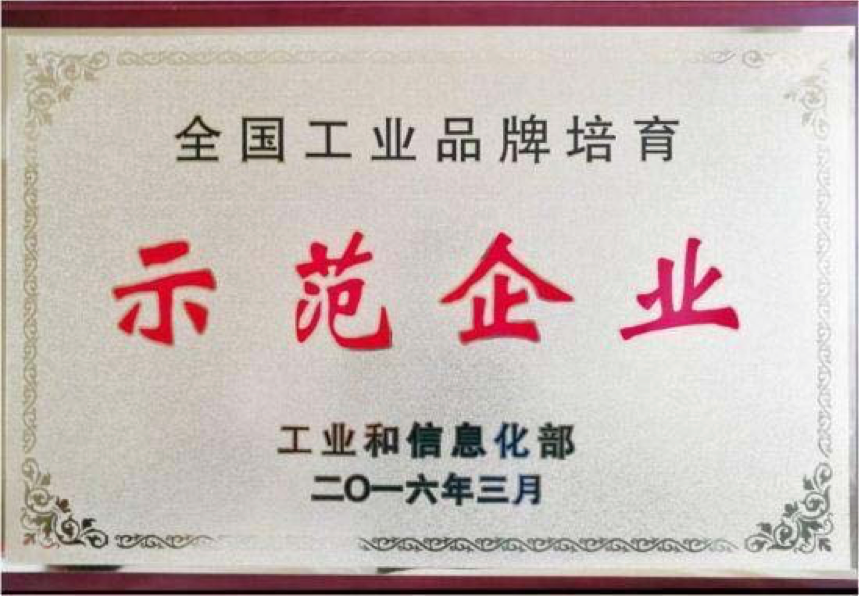 全国工业品牌培育
示范企业
工业和信息化部
二〇一六年三月